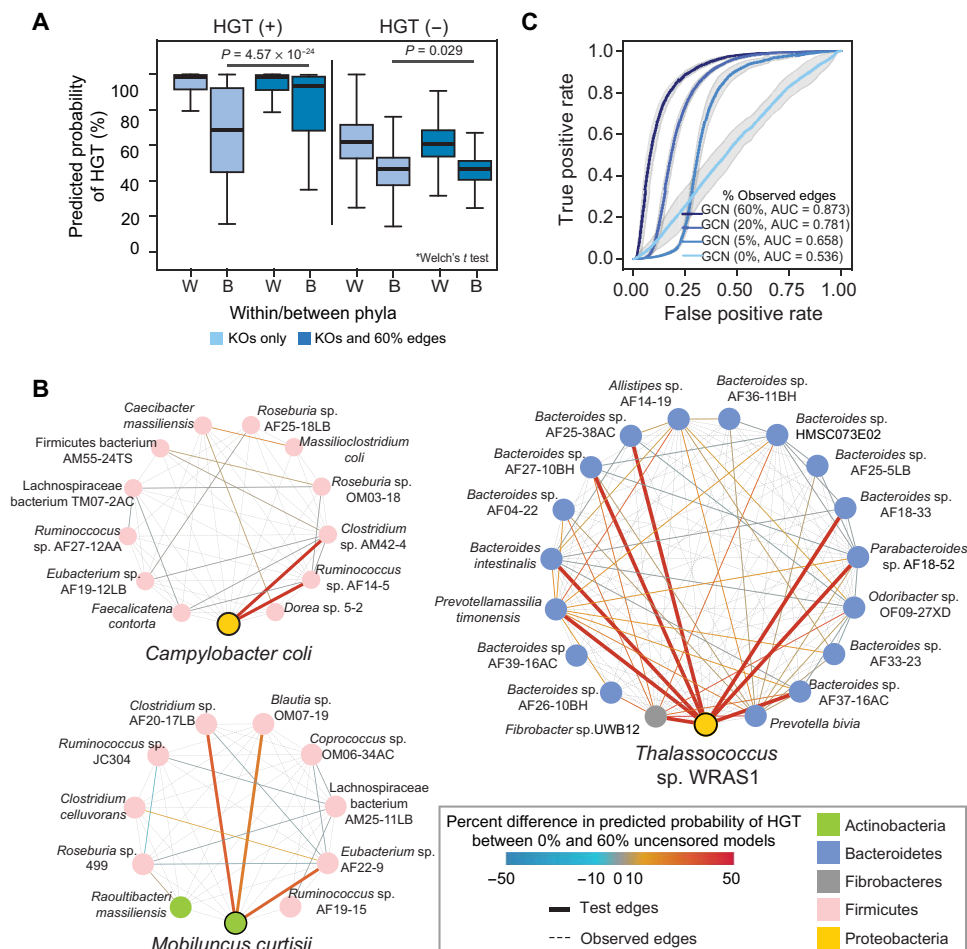 A
HGT (+)
HGT (−)
P = 4.57 × 10−24
P = 0.029
Predicted probability
of HGT (%)
100
80
60
40
20
0
*Welch's t test
W
B
W
B
W
B
W
B
Within/between phyla
KOs only
KOs and 60% edges
C
True positive rate
1.0
0.8
0.6
0.4
0.2
0.0
% Observed edges
GCN (60%, AUC = 0.873)
GCN (20%, AUC = 0.781)
GCN (5%, AUC = 0.658)
GCN (0%, AUC = 0.536)
0.00
0.25
0.50
0.75
1.00
False positive rate
B
Caecibacter
massiliensis
Roseburia sp.
AF25-18LB
Firmicutes bacterium
AM55-24TS
Massilioclostridium
coli
Lachnospiraceae
bacterium TM07-2AC
Roseburia sp.
OM03-18
Ruminoccocus
sp. AF27-12AA
Clostridium
sp. AM42-4
Eubacterium sp.
AF19-12LB
Ruminococcus
sp. AF14-5
Faecalicatena
contorta
Dorea sp. 5-2
Campylobacter coli
Allistipes sp.
AF14-19
Bacteroides sp.
AF36-11BH
Bacteroides sp.
AF25-38AC
Bacteroides sp.
HMSC073E02
Bacteroides sp.
AF27-10BH
Bacteroides sp.
AF25-5LB
Bacteroides sp.
AF04-22
Bacteroides sp.
AF18-33
Bacteroides
intestinalis
Parabacteroides
sp. AF18-52
Prevotellamassilia
timonensis
Odoribacter sp.
OF09-27XD
Bacteroides sp.
AF39-16AC
Bacteroides sp.
AF33-23
Bacteroides sp.
AF26-10BH
Bacteroides sp.
AF37-16AC
Fibrobacter sp.UWB12
Prevotella bivia
Thalassococcus
sp. WRAS1
Clostridium sp.
AF20-17LB
Blautia sp.
OM07-19
Ruminococcus sp.
JC304
Coprococcus sp.
OM06-34AC
Clostridium
celluvorans
Lachnospiraceae
bacterium
AM25-11LB
Roseburia sp.
499
Eubacterium sp.
AF22-9
Raoultibacteri
massiliensis
Ruminococcus sp.
AF19-15
Mobiluncus curtisii
Percent difference in predicted probability of HGT
between 0% and 60% uncensored models
−50
−10
0
10
50
Test edges
Observed edges
Actinobacteria
Bacteroidetes
Fibrobacteres
Firmicutes
Proteobacteria